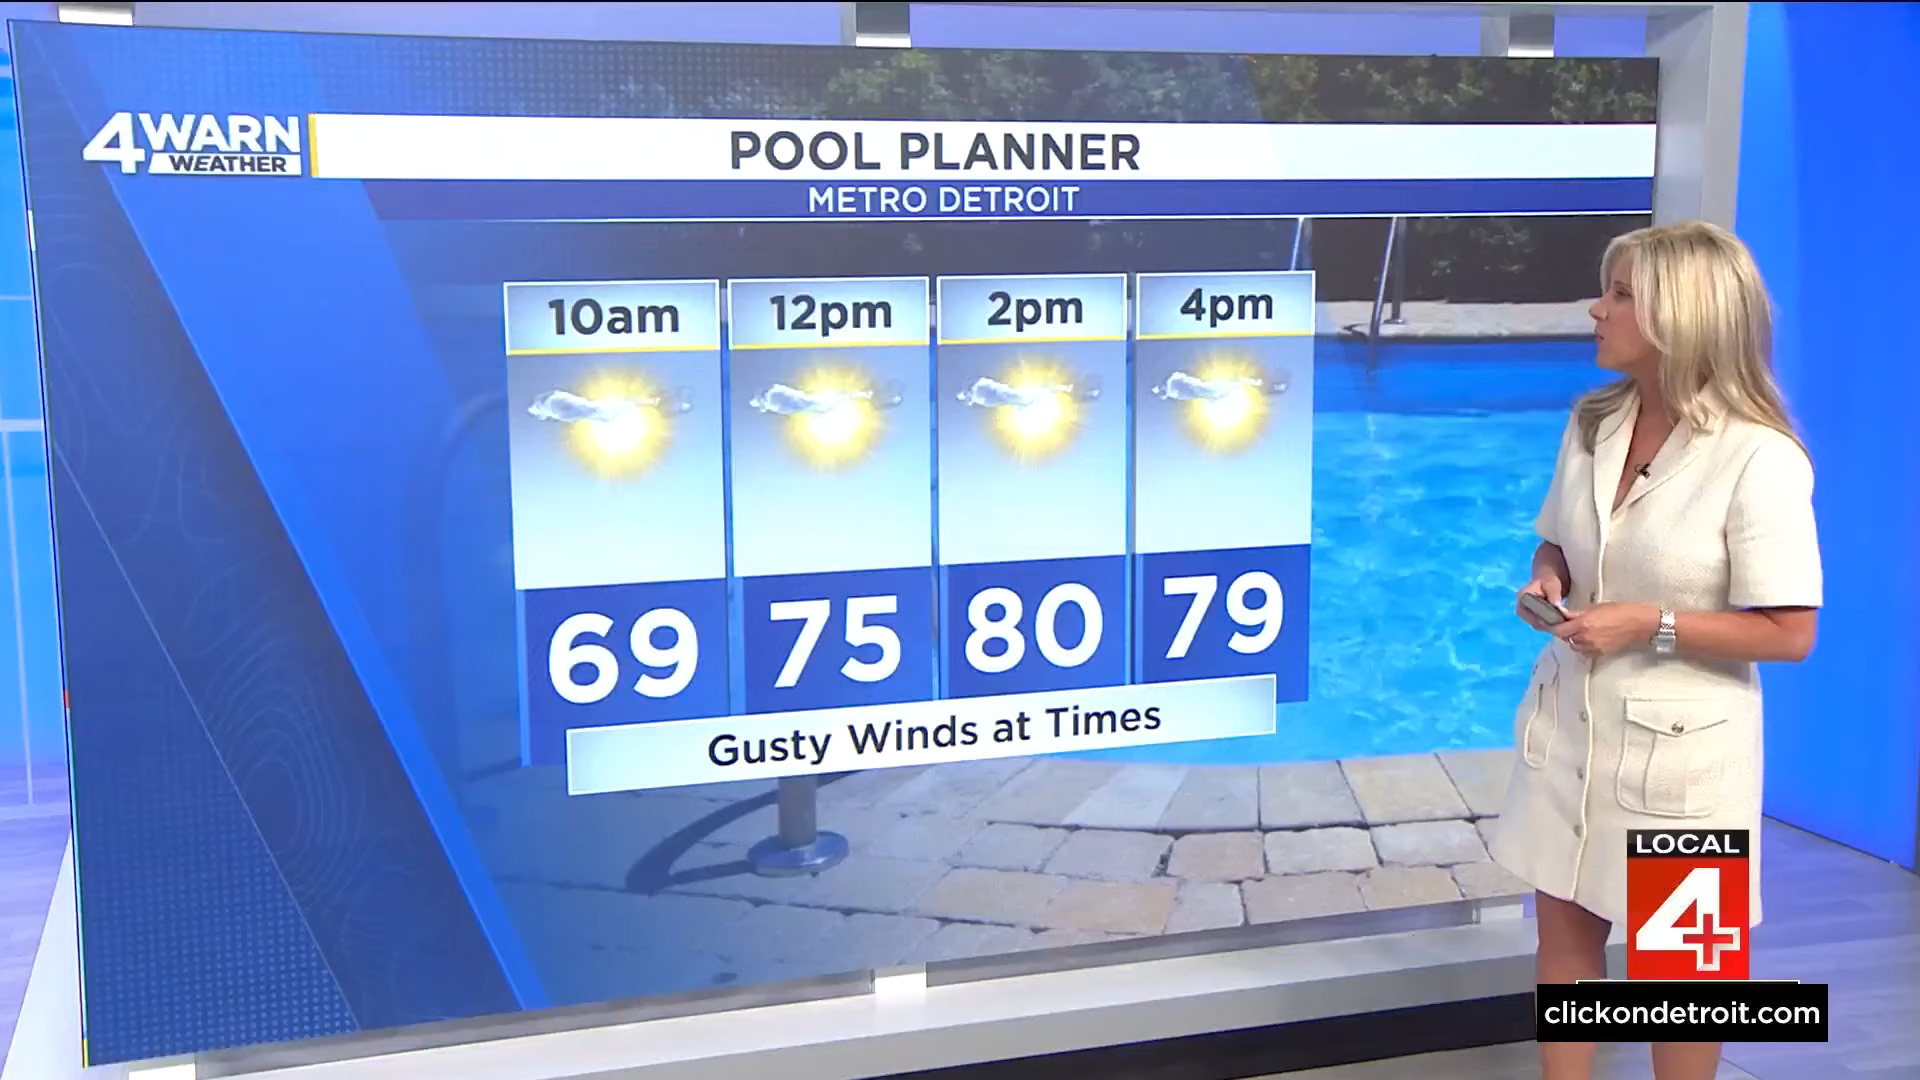 4WARN
WEATHER
POOL PLANNER
METRO DETROIT
10am 12pm 2pm 4pm
69 75 80 79
Gusty Winds at Times
LOCAL
4+
clickondetroit.com